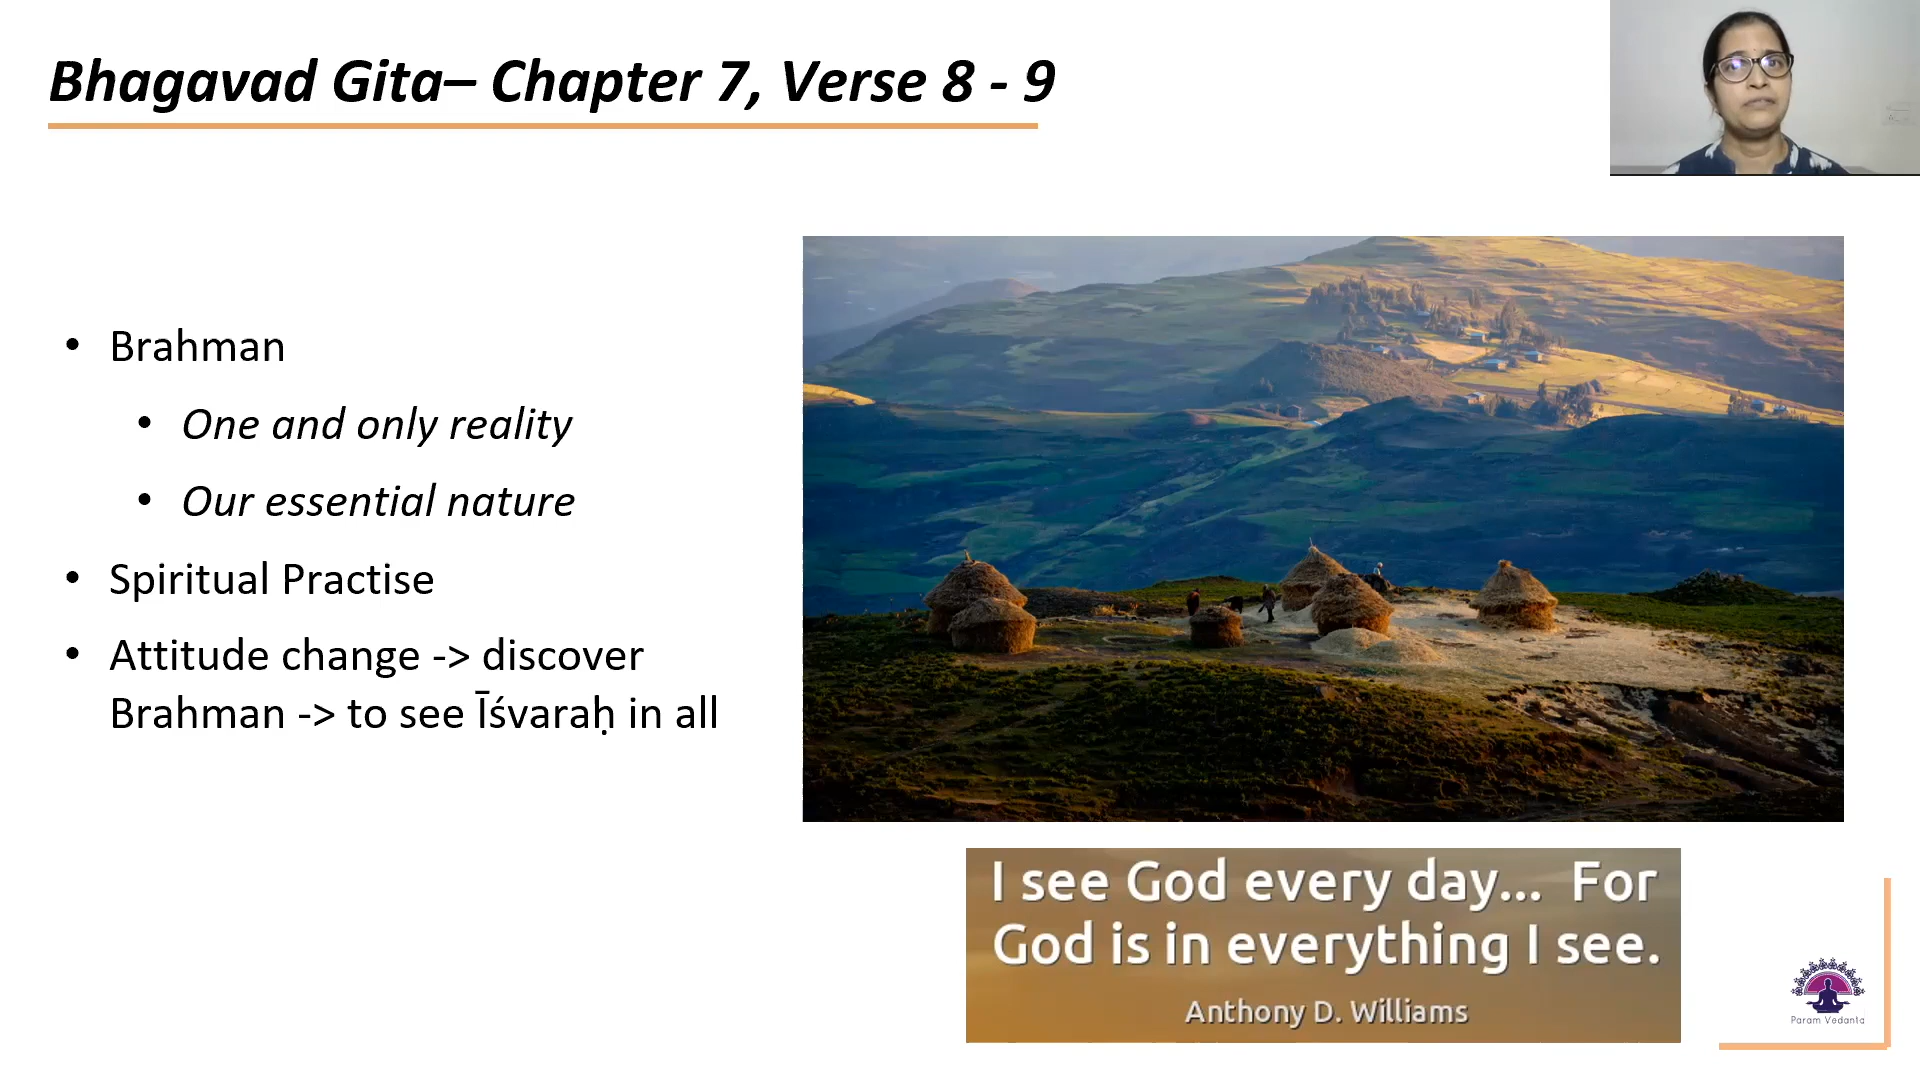 Bhagavad Gita– Chapter 7, Verse 8 - 9
• Brahman
• One and only reality
• Our essential nature
• Spiritual Practise
• Attitude change -> discover
Brahman -> to see Īśvaraḥ in all
I see God every day... For
God is in everything I see.
Anthony D. Williams
Param Vedanta